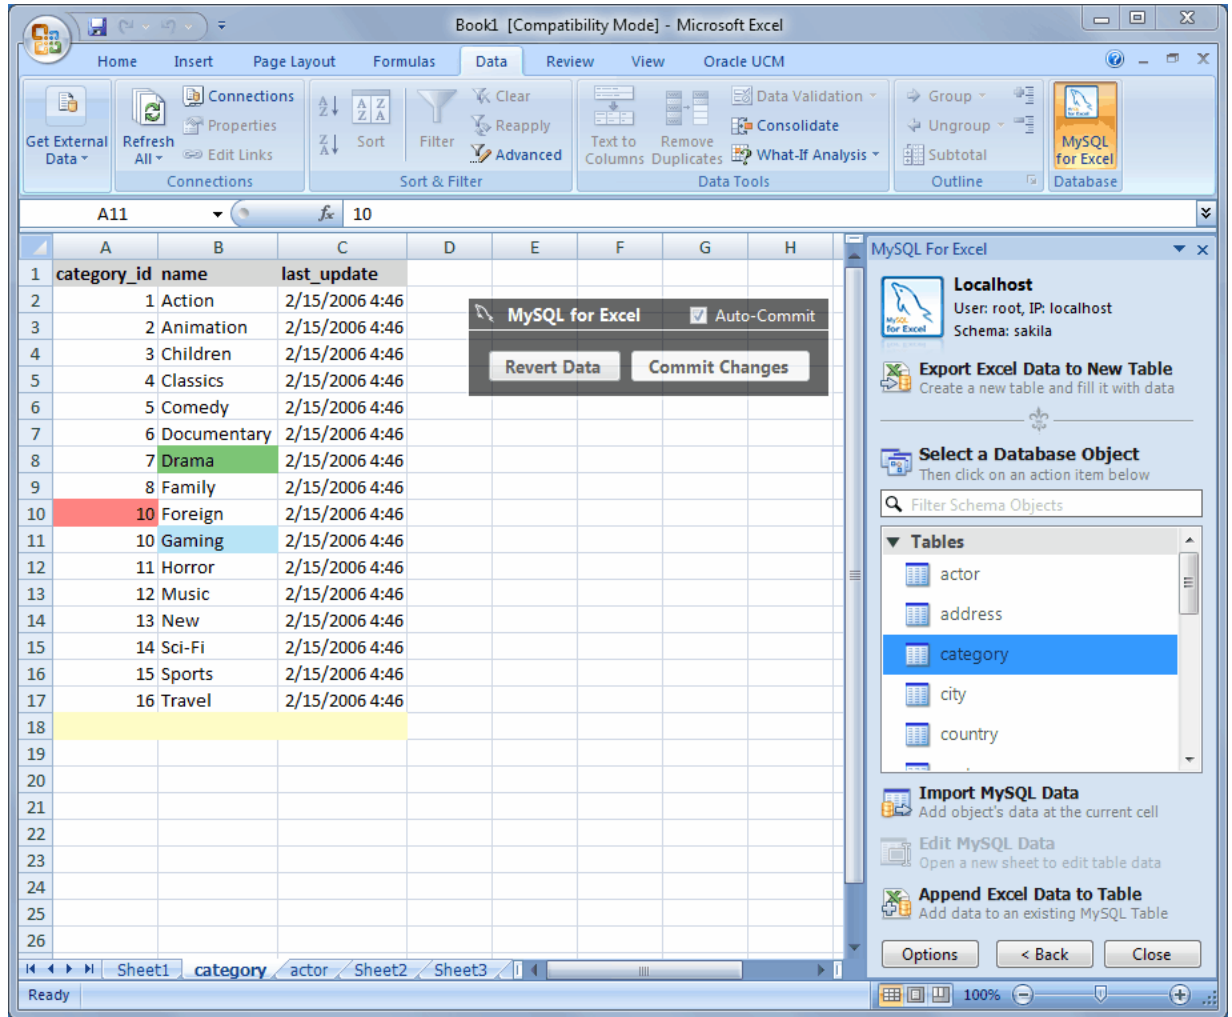 Book1 [Compatibility Mode] - Microsoft Excel
Home Insert Page Layout Formulas Data Review View Oracle UCM
Get External Data
Refresh All
Connections
Properties
Edit Links
Connections
Sort
Filter
Clear
Reapply
Advanced
Sort & Filter
Text to Columns
Remove Duplicates
Data Validation
Consolidate
What-If Analysis
Data Tools
Group
Ungroup
Subtotal
Outline
MySQL for Excel
Database
A11 fx 10
A B C D E F G H
1 category_id name last_update
2 1 Action 2/15/2006 4:46
3 2 Animation 2/15/2006 4:46
4 3 Children 2/15/2006 4:46
5 4 Classics 2/15/2006 4:46
6 5 Comedy 2/15/2006 4:46
7 6 Documentary 2/15/2006 4:46
8 7 Drama 2/15/2006 4:46
9 8 Family 2/15/2006 4:46
10 10 Foreign 2/15/2006 4:46
11 10 Gaming 2/15/2006 4:46
12 11 Horror 2/15/2006 4:46
13 12 Music 2/15/2006 4:46
14 13 New 2/15/2006 4:46
15 14 Sci-Fi 2/15/2006 4:46
16 15 Sports 2/15/2006 4:46
17 16 Travel 2/15/2006 4:46
18
19
20
21
22
23
24
25
26
MySQL for Excel Auto-Commit
Revert Data Commit Changes
MySQL For Excel
MySQL for Excel
Localhost
User: root, IP: localhost
Schema: sakila
Export Excel Data to New Table
Create a new table and fill it with data
Select a Database Object
Then click on an action item below
Filter Schema Objects
Tables
actor
address
category
city
country
Import MySQL Data
Add object's data at the current cell
Edit MySQL Data
Open a new sheet to edit table data
Append Excel Data to Table
Add data to an existing MySQL Table
Options < Back Close
Sheet1 category actor Sheet2 Sheet3
Ready 100%